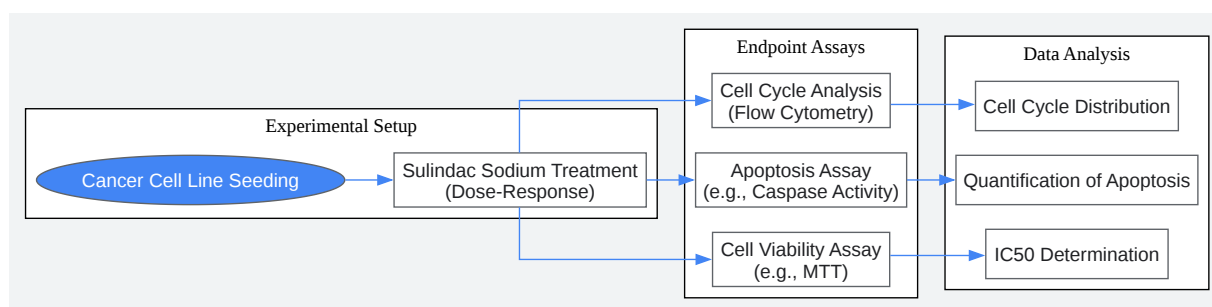 Experimental Setup
Cancer Cell Line Seeding
Sulindac Sodium Treatment
(Dose-Response)
Endpoint Assays
Cell Cycle Analysis
(Flow Cytometry)
Apoptosis Assay
(e.g., Caspase Activity)
Cell Viability Assay
(e.g., MTT)
Data Analysis
Cell Cycle Distribution
Quantification of Apoptosis
IC50 Determination